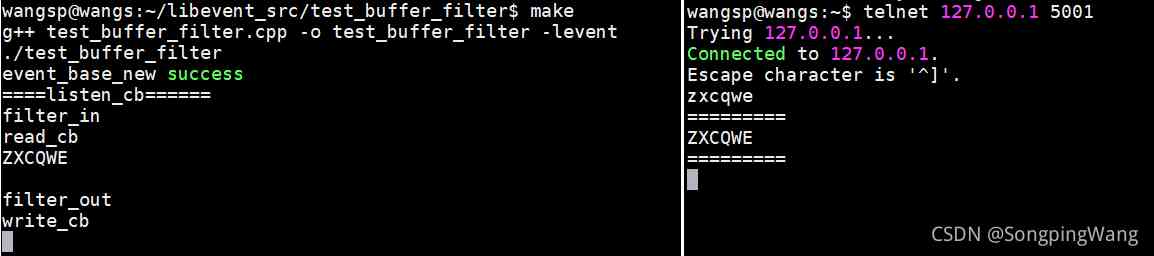 wangsp@wangs:~/libevent_src/test_buffer_filter$ make
g++ test_buffer_filter.cpp -o test_buffer_filter -levent
./test_buffer_filter
event_base_new success
====listen_cb======
filter_in
read_cb
ZXCQWE
filter_out
write_cb
wangsp@wangs:~$ telnet 127.0.0.1 5001
Trying 127.0.0.1...
Connected to 127.0.0.1.
Escape character is '^]'.
zxcqwe
=========
ZXCQWE
=========
CSDN @SongpingWang